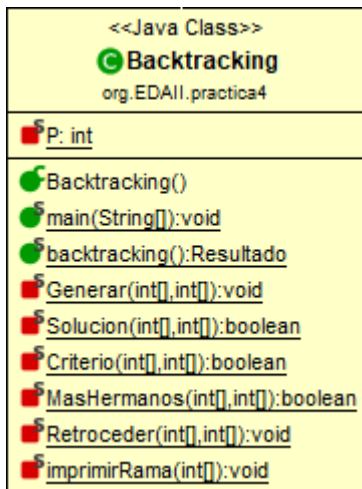 <<Java Class>>
C Backtracking
org.EDAII.practica4
S P: int
C Backtracking()
S main(String[]):void
S backtracking():Resultado
S Generar(int[],int[]):void
S Solucion(int[],int[]):boolean
S Criterio(int[],int[]):boolean
S MasHermanos(int[],int[]):boolean
S Retroceder(int[],int[]):void
S imprimirRama(int[]):void